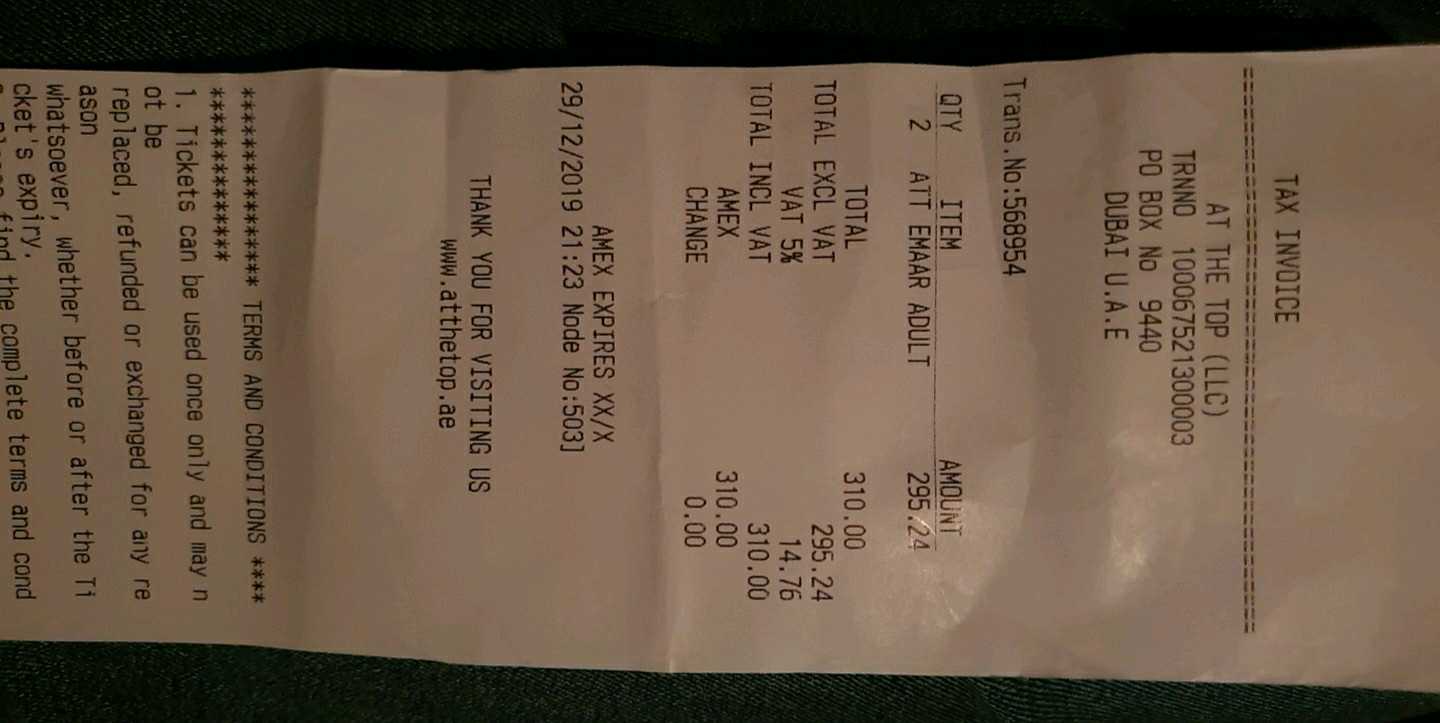 TAX INVOICE
AT THE TOP (LLC)
TRNNO 100067521300003
PO BOX No 9440
DUBAI U.A.E
Trans.No:568954
QTY ITEM AMOUNT
2 ATT EMAAR ADULT 295.24
TOTAL 310.00
TOTAL EXCL VAT 295.24
VAT 5% 14.76
TOTAL INCL VAT 310.00
AMEX 310.00
CHANGE 0.00
AMEX EXPIRES XX/X
29/12/2019 21:23 Node No:503]
THANK YOU FOR VISITING US
www.atthetop.ae
**************** TERMS AND CONDITIONS ****
**************
1. Tickets can be used once only and may n
ot be
replaced, refunded or exchanged for any re
ason
whatsoever, whether before or after the Ti
cket's expiry.
find the complete terms and cond